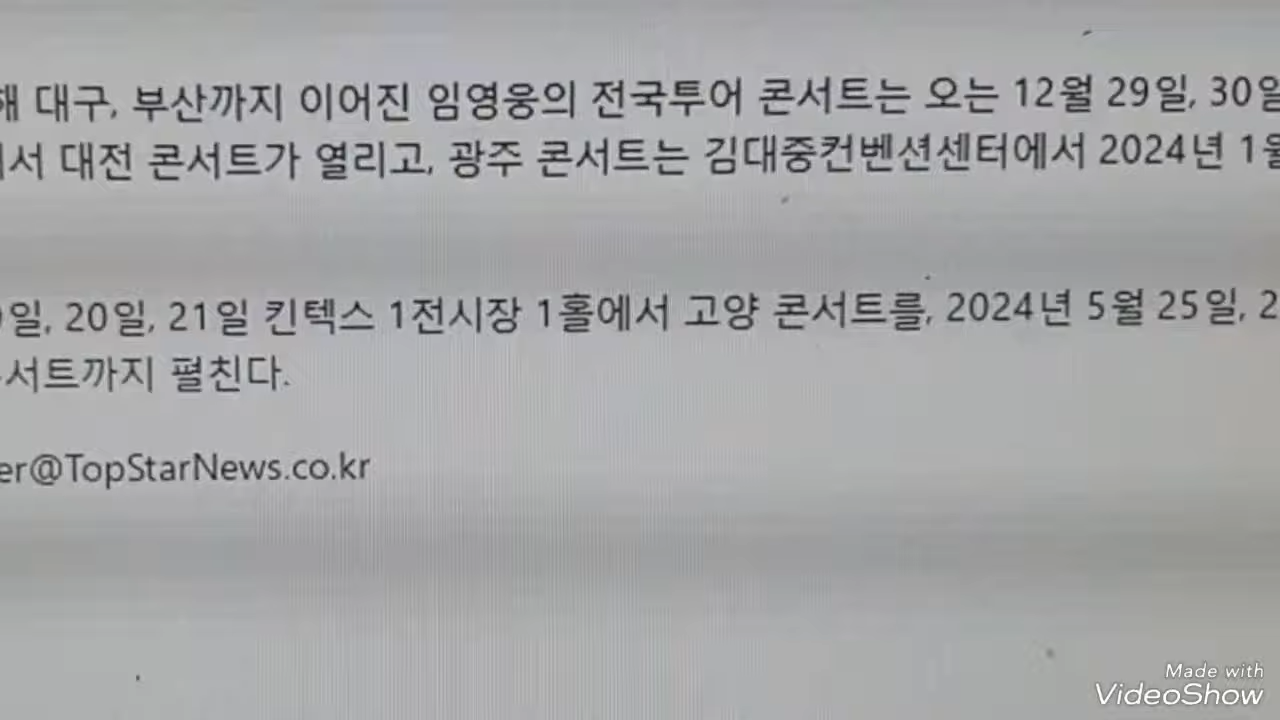 해 대구, 부산까지 이어진 임영웅의 전국투어 콘서트는 오는 12월 29일, 30일
에서 대전 콘서트가 열리고, 광주 콘서트는 김대중컨벤션센터에서 2024년 1월
일, 20일, 21일 킨텍스 1전시장 1홀에서 고양 콘서트를, 2024년 5월 25일, 2
서트까지 펼친다.
er@TopStarNews.co.kr
Made with
VideoShow